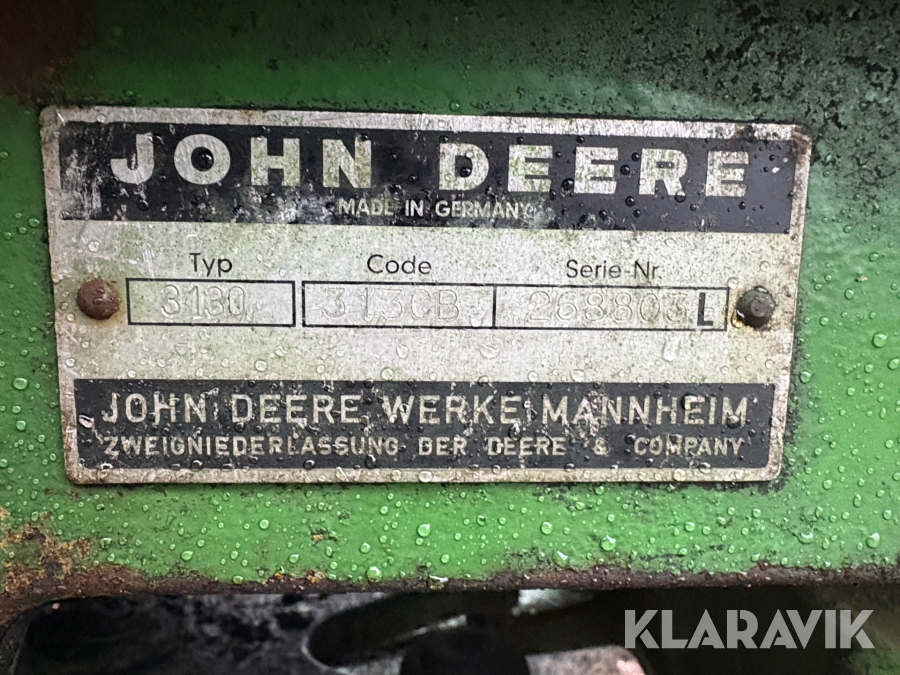 JOHN DEERE
MADE IN GERMANY
Typ Code Serie-Nr.
3130 3130B 268803 L
JOHN DEERE WERKE MANNHEIM
ZWEIGNIEDERLASSUNG DER DEERE & COMPANY
KLARAVIK